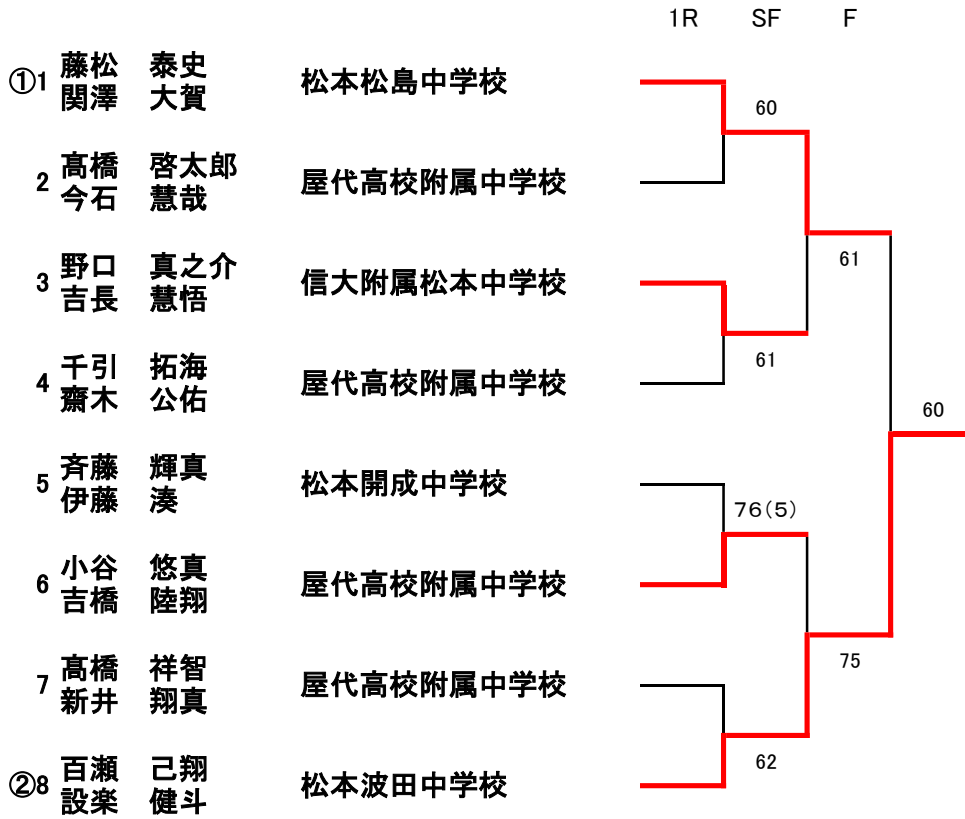 1R SF F
①1 藤松 泰史 松本松島中学校
関澤 大賀
60
2 髙橋 啓太郎 屋代高校附属中学校
今石 慧哉
61
3 野口 真之介 信大附属松本中学校
吉長 慧悟
61
4 千引 拓海 屋代高校附属中学校
齋木 公佑
60
5 斉藤 輝真 松本開成中学校
伊藤 湊
76(5)
6 小谷 悠真 屋代高校附属中学校
吉橋 陸翔
75
7 髙橋 祥智 屋代高校附属中学校
新井 翔真
62
②8 百瀬 己翔 松本波田中学校
設楽 健斗